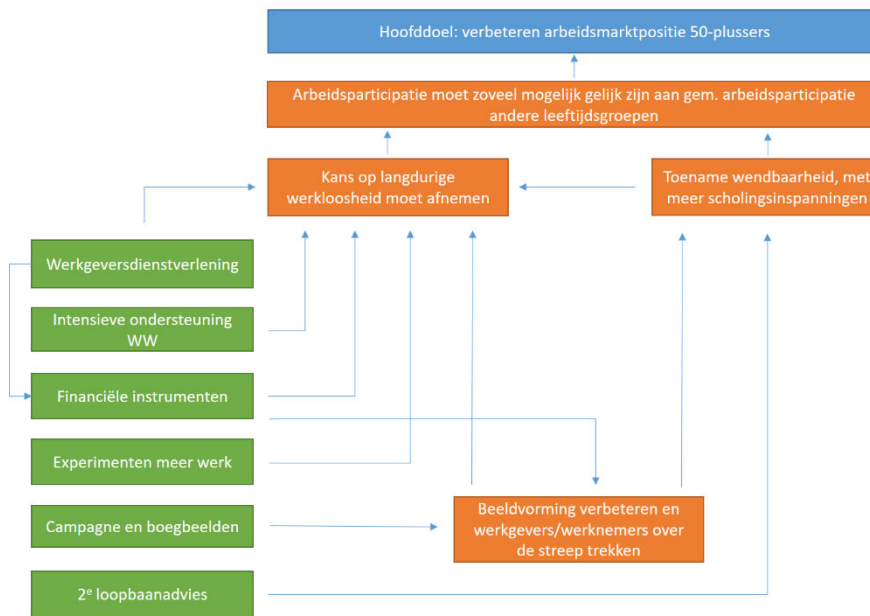 Hoofddoel: verbeteren arbeidsmarktpositie 50-plussers
Arbeidsparticipatie moet zoveel mogelijk gelijk zijn aan gem. arbeidsparticipatie
andere leeftijdsgroepen
Kans op langdurige
werkloosheid moet afnemen
Toename wendbaarheid, met
meer scholingsinspanningen
Werkgeversdienstverlening
Intensieve ondersteuning
WW
Financiële instrumenten
Experimenten meer werk
Campagne en boegbeelden
Beeldvorming verbeteren en
werkgevers/werknemers over
de streep trekken
2e loopbaanadvies